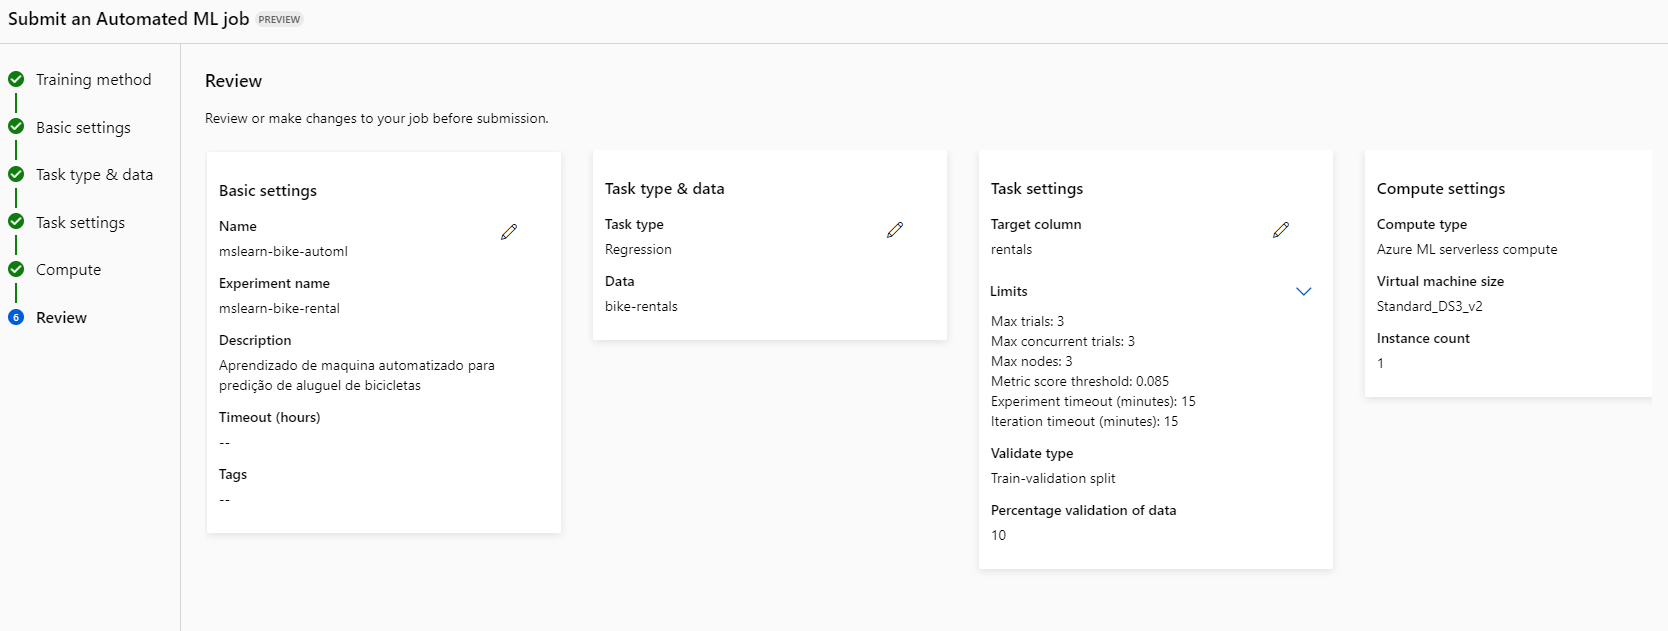 Submit an Automated ML job PREVIEW
Training method
Basic settings
Task type & data
Task settings
Compute
6 Review
Review
Review or make changes to your job before submission.
Basic settings
Name
mslearn-bike-automl
Experiment name
mslearn-bike-rental
Description
Aprendizado de maquina automatizado para
predição de aluguel de bicicletas
Timeout (hours)
--
Tags
--
Task type & data
Task type
Regression
Data
bike-rentals
Task settings
Target column
rentals
Limits
Max trials: 3
Max concurrent trials: 3
Max nodes: 3
Metric score threshold: 0.085
Experiment timeout (minutes): 15
Iteration timeout (minutes): 15
Validate type
Train-validation split
Percentage validation of data
10
Compute settings
Compute type
Azure ML serverless compute
Virtual machine size
Standard_DS3_v2
Instance count
1